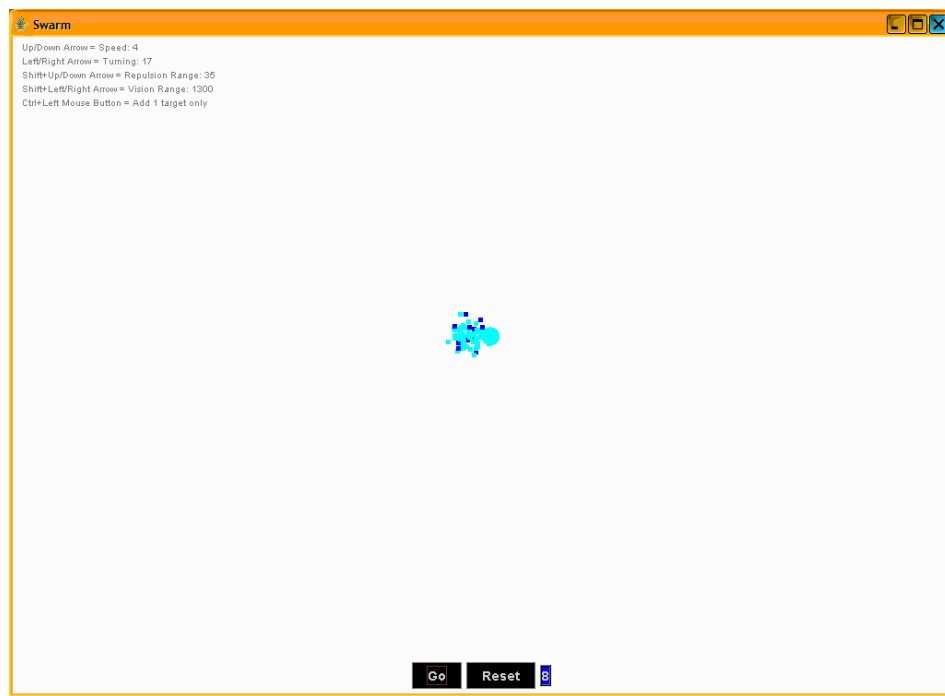 Swarm
Up/Down Arrow = Speed: 4
Left/Right Arrow = Turning: 17
Shift+Up/Down Arrow = Repulsion Range: 35
Shift+Left/Right Arrow = Vision Range: 1300
Ctrl+Left Mouse Button = Add 1 target only
Go Reset 8